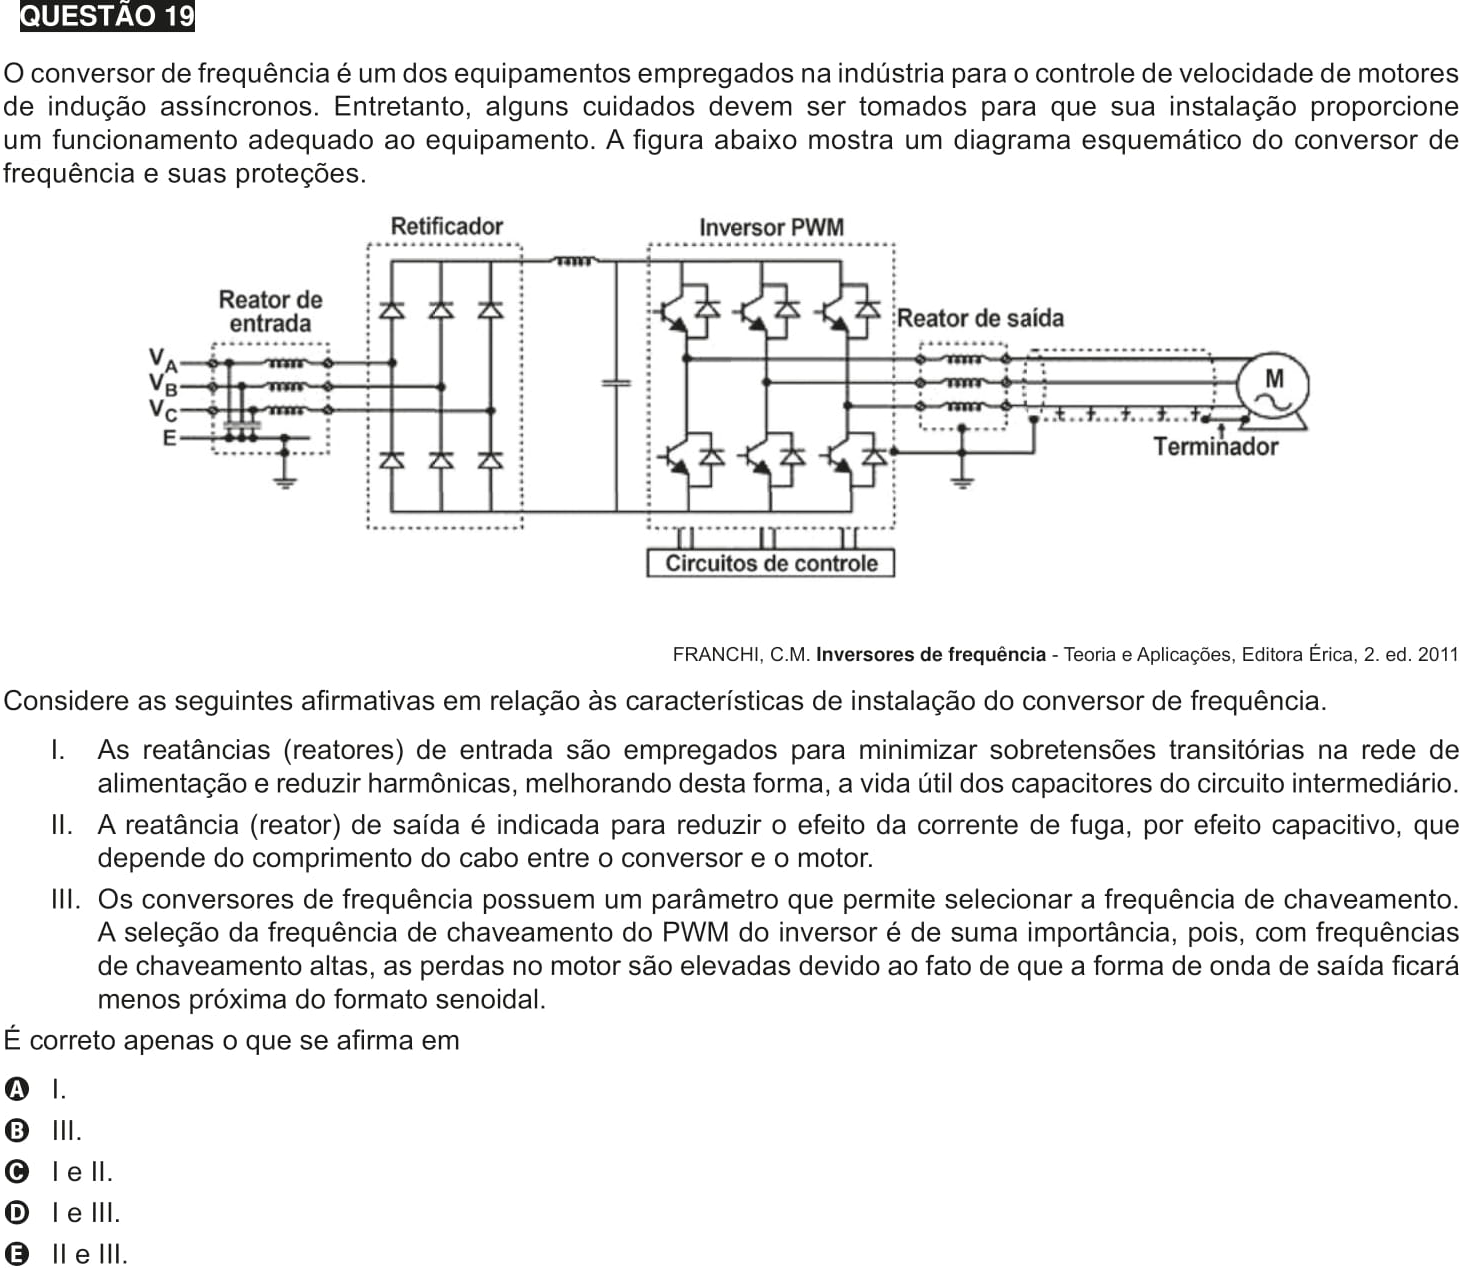 QUESTÃO 19
O conversor de frequência é um dos equipamentos empregados na indústria para o controle de velocidade de motores
de indução assíncronos. Entretanto, alguns cuidados devem ser tomados para que sua instalação proporcione
um funcionamento adequado ao equipamento. A figura abaixo mostra um diagrama esquemático do conversor de
frequência e suas proteções.
Retificador
Inversor PWM
Reator de
entrada
Reator de saída
VA
VB
VC
E
M
Terminador
Circuitos de controle
FRANCHI, C.M. Inversores de frequência - Teoria e Aplicações, Editora Érica, 2. ed. 2011
Considere as seguintes afirmativas em relação às características de instalação do conversor de frequência.
I. As reatâncias (reatores) de entrada são empregados para minimizar sobretensões transitórias na rede de
alimentação e reduzir harmônicas, melhorando desta forma, a vida útil dos capacitores do circuito intermediário.
II. A reatância (reator) de saída é indicada para reduzir o efeito da corrente de fuga, por efeito capacitivo, que
depende do comprimento do cabo entre o conversor e o motor.
III. Os conversores de frequência possuem um parâmetro que permite selecionar a frequência de chaveamento.
A seleção da frequência de chaveamento do PWM do inversor é de suma importância, pois, com frequências
de chaveamento altas, as perdas no motor são elevadas devido ao fato de que a forma de onda de saída ficará
menos próxima do formato senoidal.
É correto apenas o que se afirma em
A I.
B III.
C I e II.
D I e III.
E II e III.